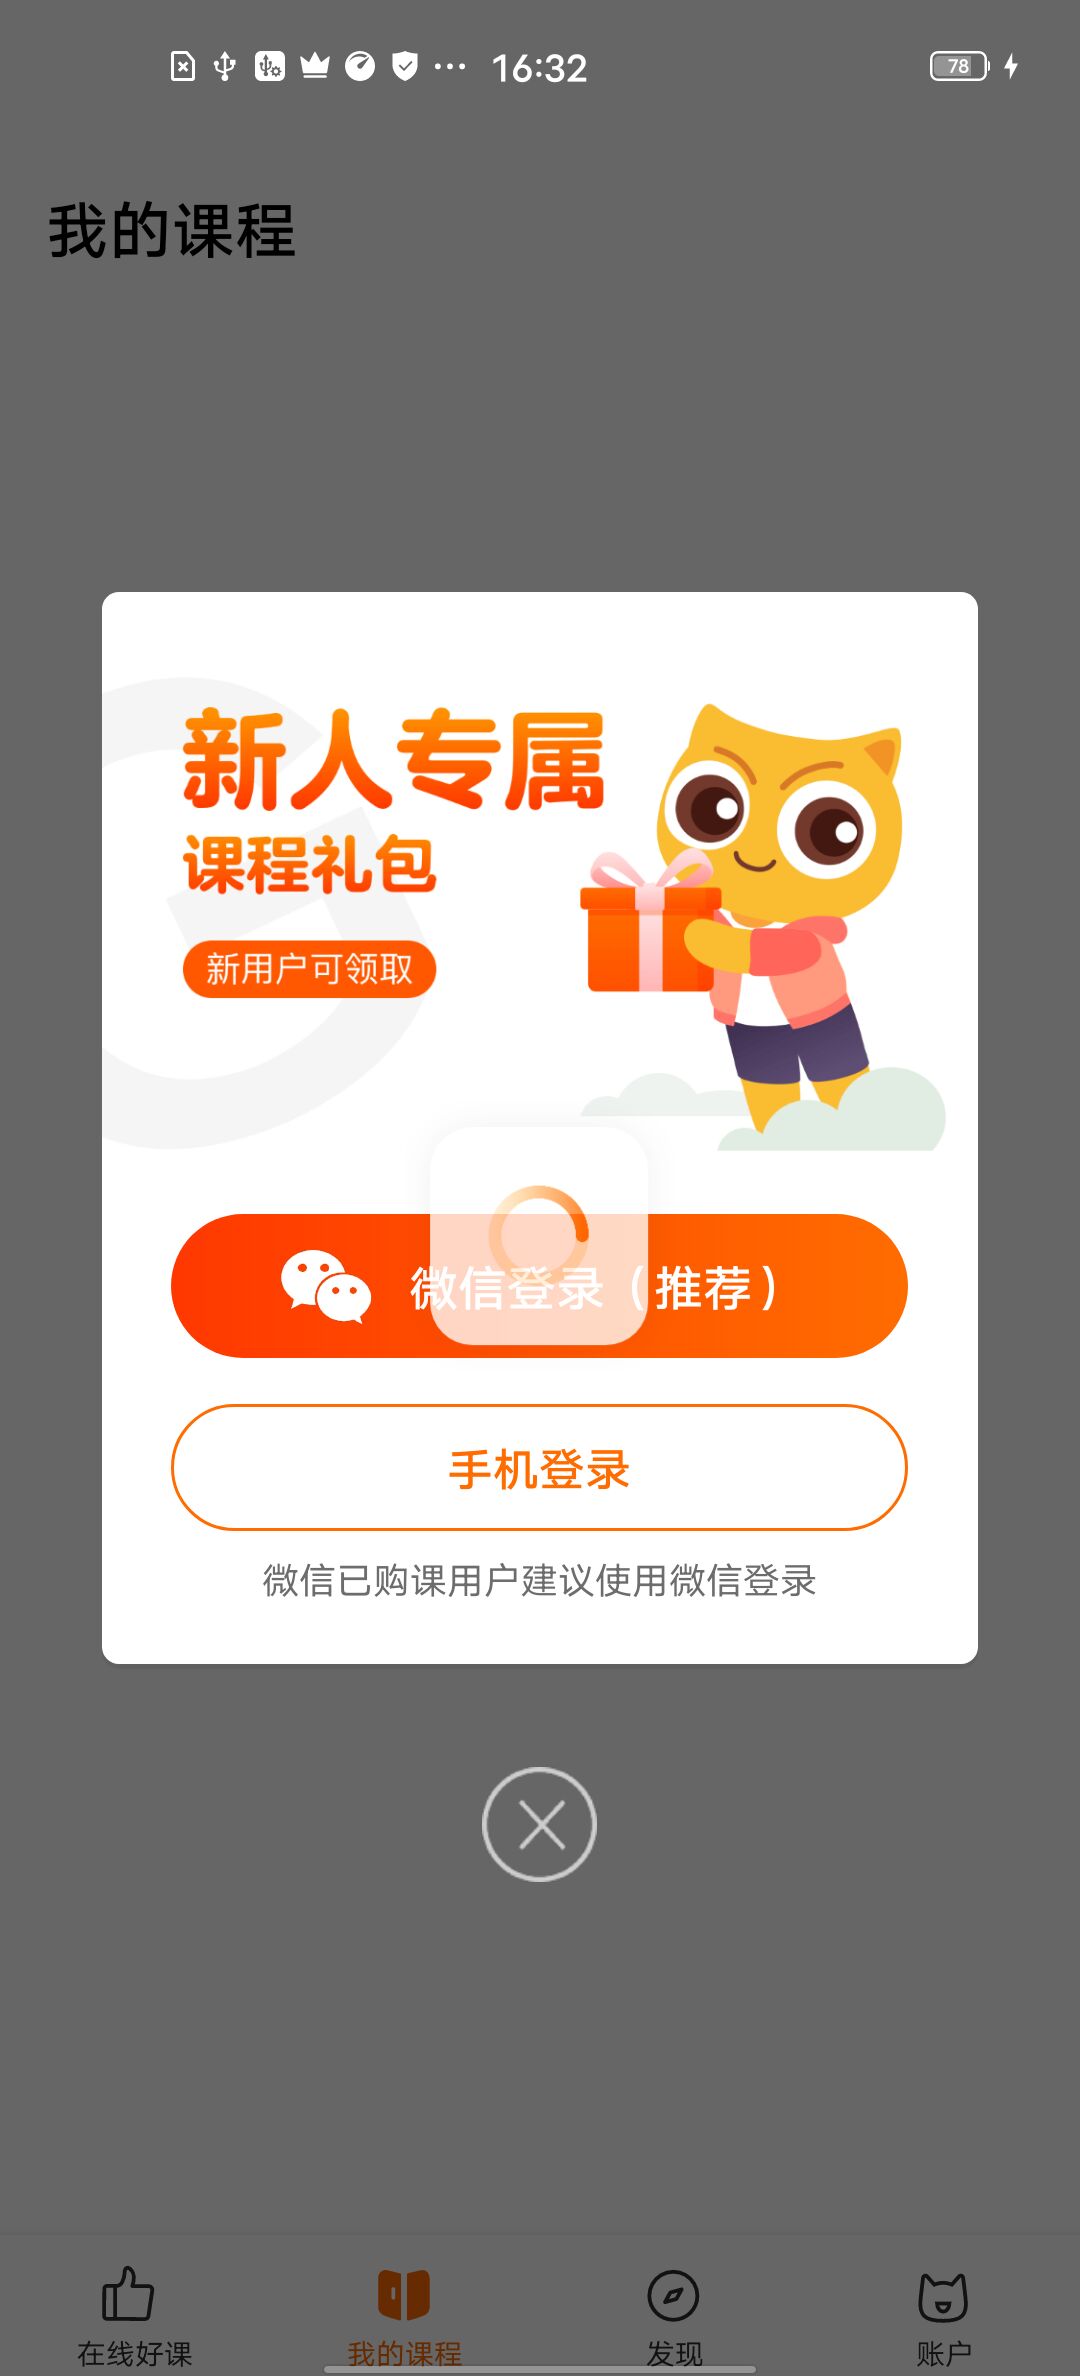 16:32
78
我的课程
新人专属
课程礼包
新用户可领取
微信登录（推荐）
手机登录
微信已购课用户建议使用微信登录
在线好课
我的课程
发现
账户